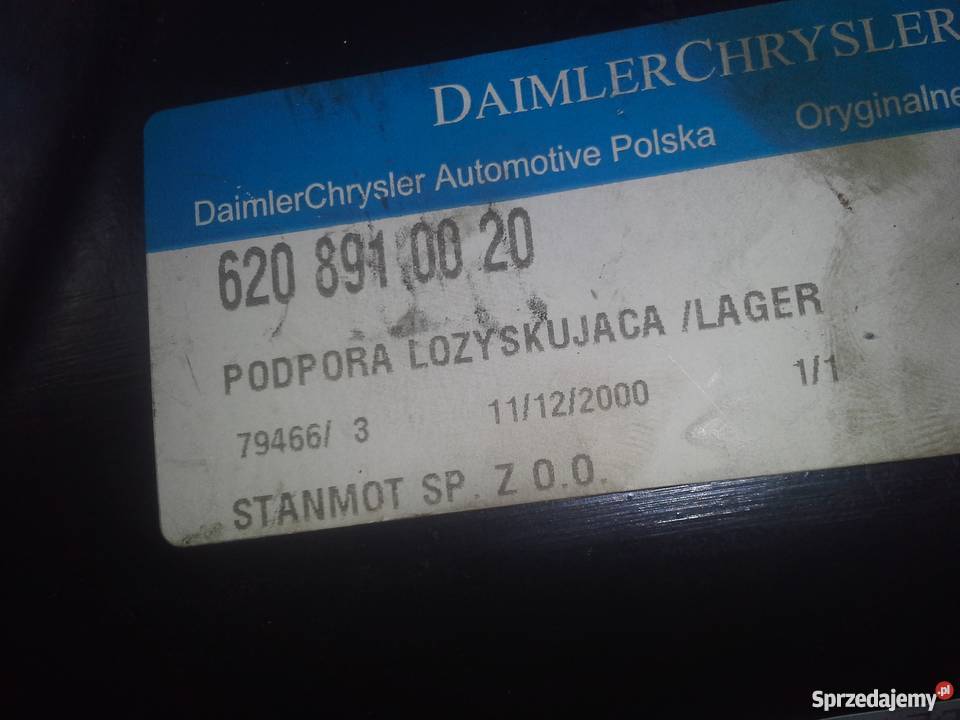 DAIMLERCHRYSLER
DaimlerChrysler Automotive Polska Oryginalne
620 891 00 20
PODPORA LOZYSKUJACA /LAGER
79466/ 3 11/12/2000 1/1
STANMOT SP. Z O.O.
Sprzedajemy.pl